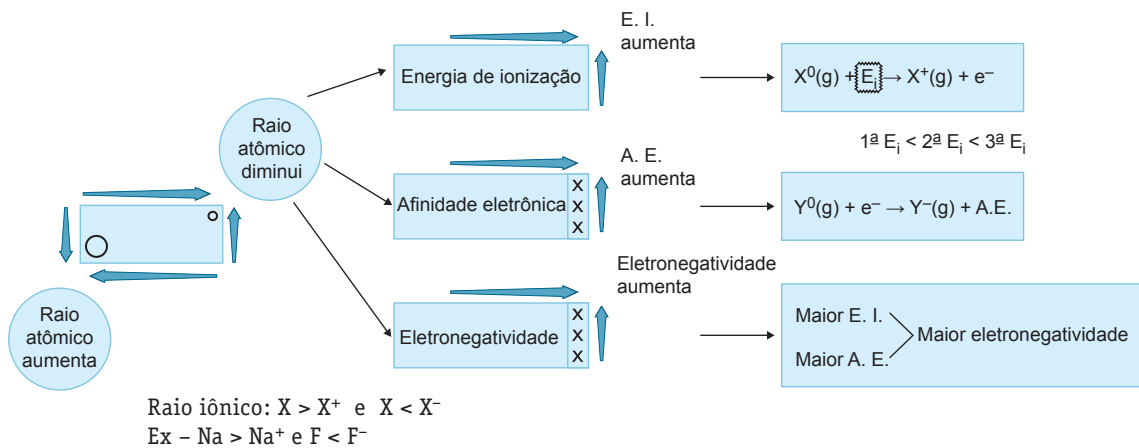 E. I.
aumenta
Energia de ionização
X⁰(g) + Eᵢ → X⁺(g) + e⁻
1ª Eᵢ < 2ª Eᵢ < 3ª Eᵢ
Raio
atômico
diminui
A. E.
aumenta
Afinidade eletrônica
X
X
X
Y⁰(g) + e⁻ → Y⁻(g) + A.E.
Eletronegatividade
aumenta
Eletronegatividade
X
X
X
Maior E. I.
Maior A. E.
Maior eletronegatividade
Raio
atômico
aumenta
Raio iônico: X > X⁺ e X < X⁻
Ex – Na > Na⁺ e F < F⁻